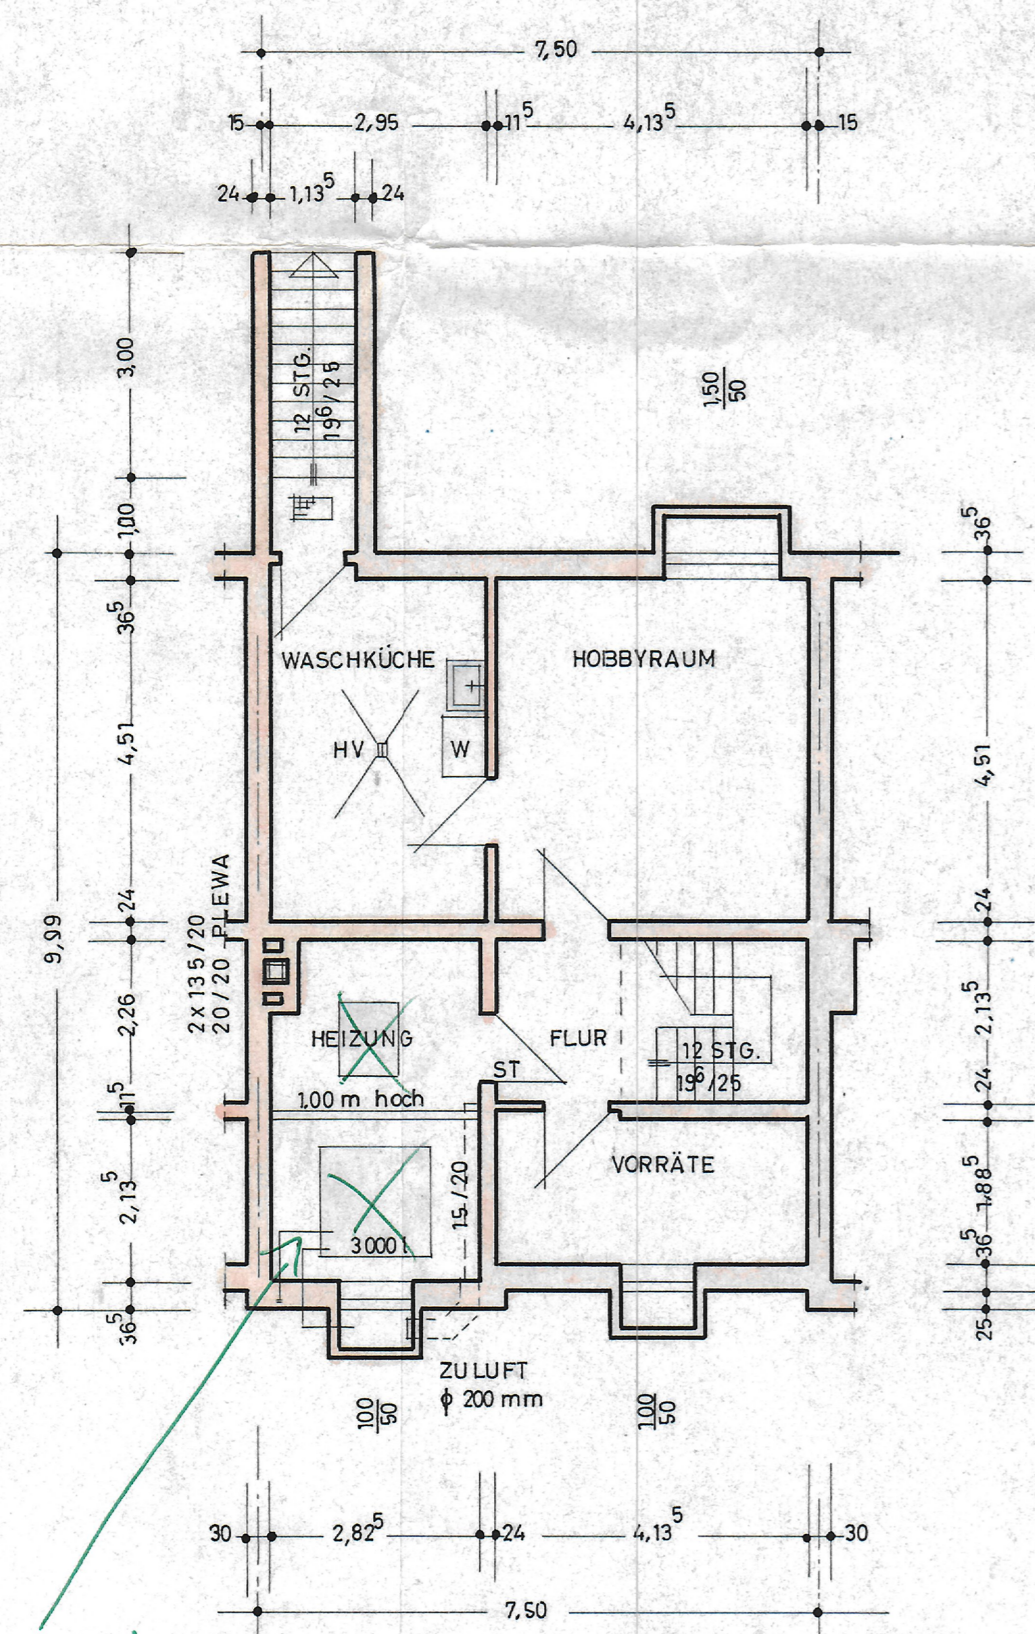 7,50
15 2,95 11⁵ 4,13⁵ 15
24 1,13⁵ 24
3,00
12 STG.
19⁶/25
1,50
50
1,00
36⁵
36⁵
WASCHKÜCHE
HOBBYRAUM
HV
W
4,51
4,51
24
24
9,99
2 x 13 5 / 20
20 / 20 PLEWA
2,26
2,13⁵
HEIZUNG
FLUR
ST
12 STG.
19⁶/25
1,00 m hoch
11⁵
24
VORRÄTE
15 / 20
2,13⁵
1,88⁵
3000 l
36⁵
36⁵
25
ZULUFT
ϕ 200 mm
100
50
1,00
50
30 2,82⁵ 24 4,13⁵ 30
7,50